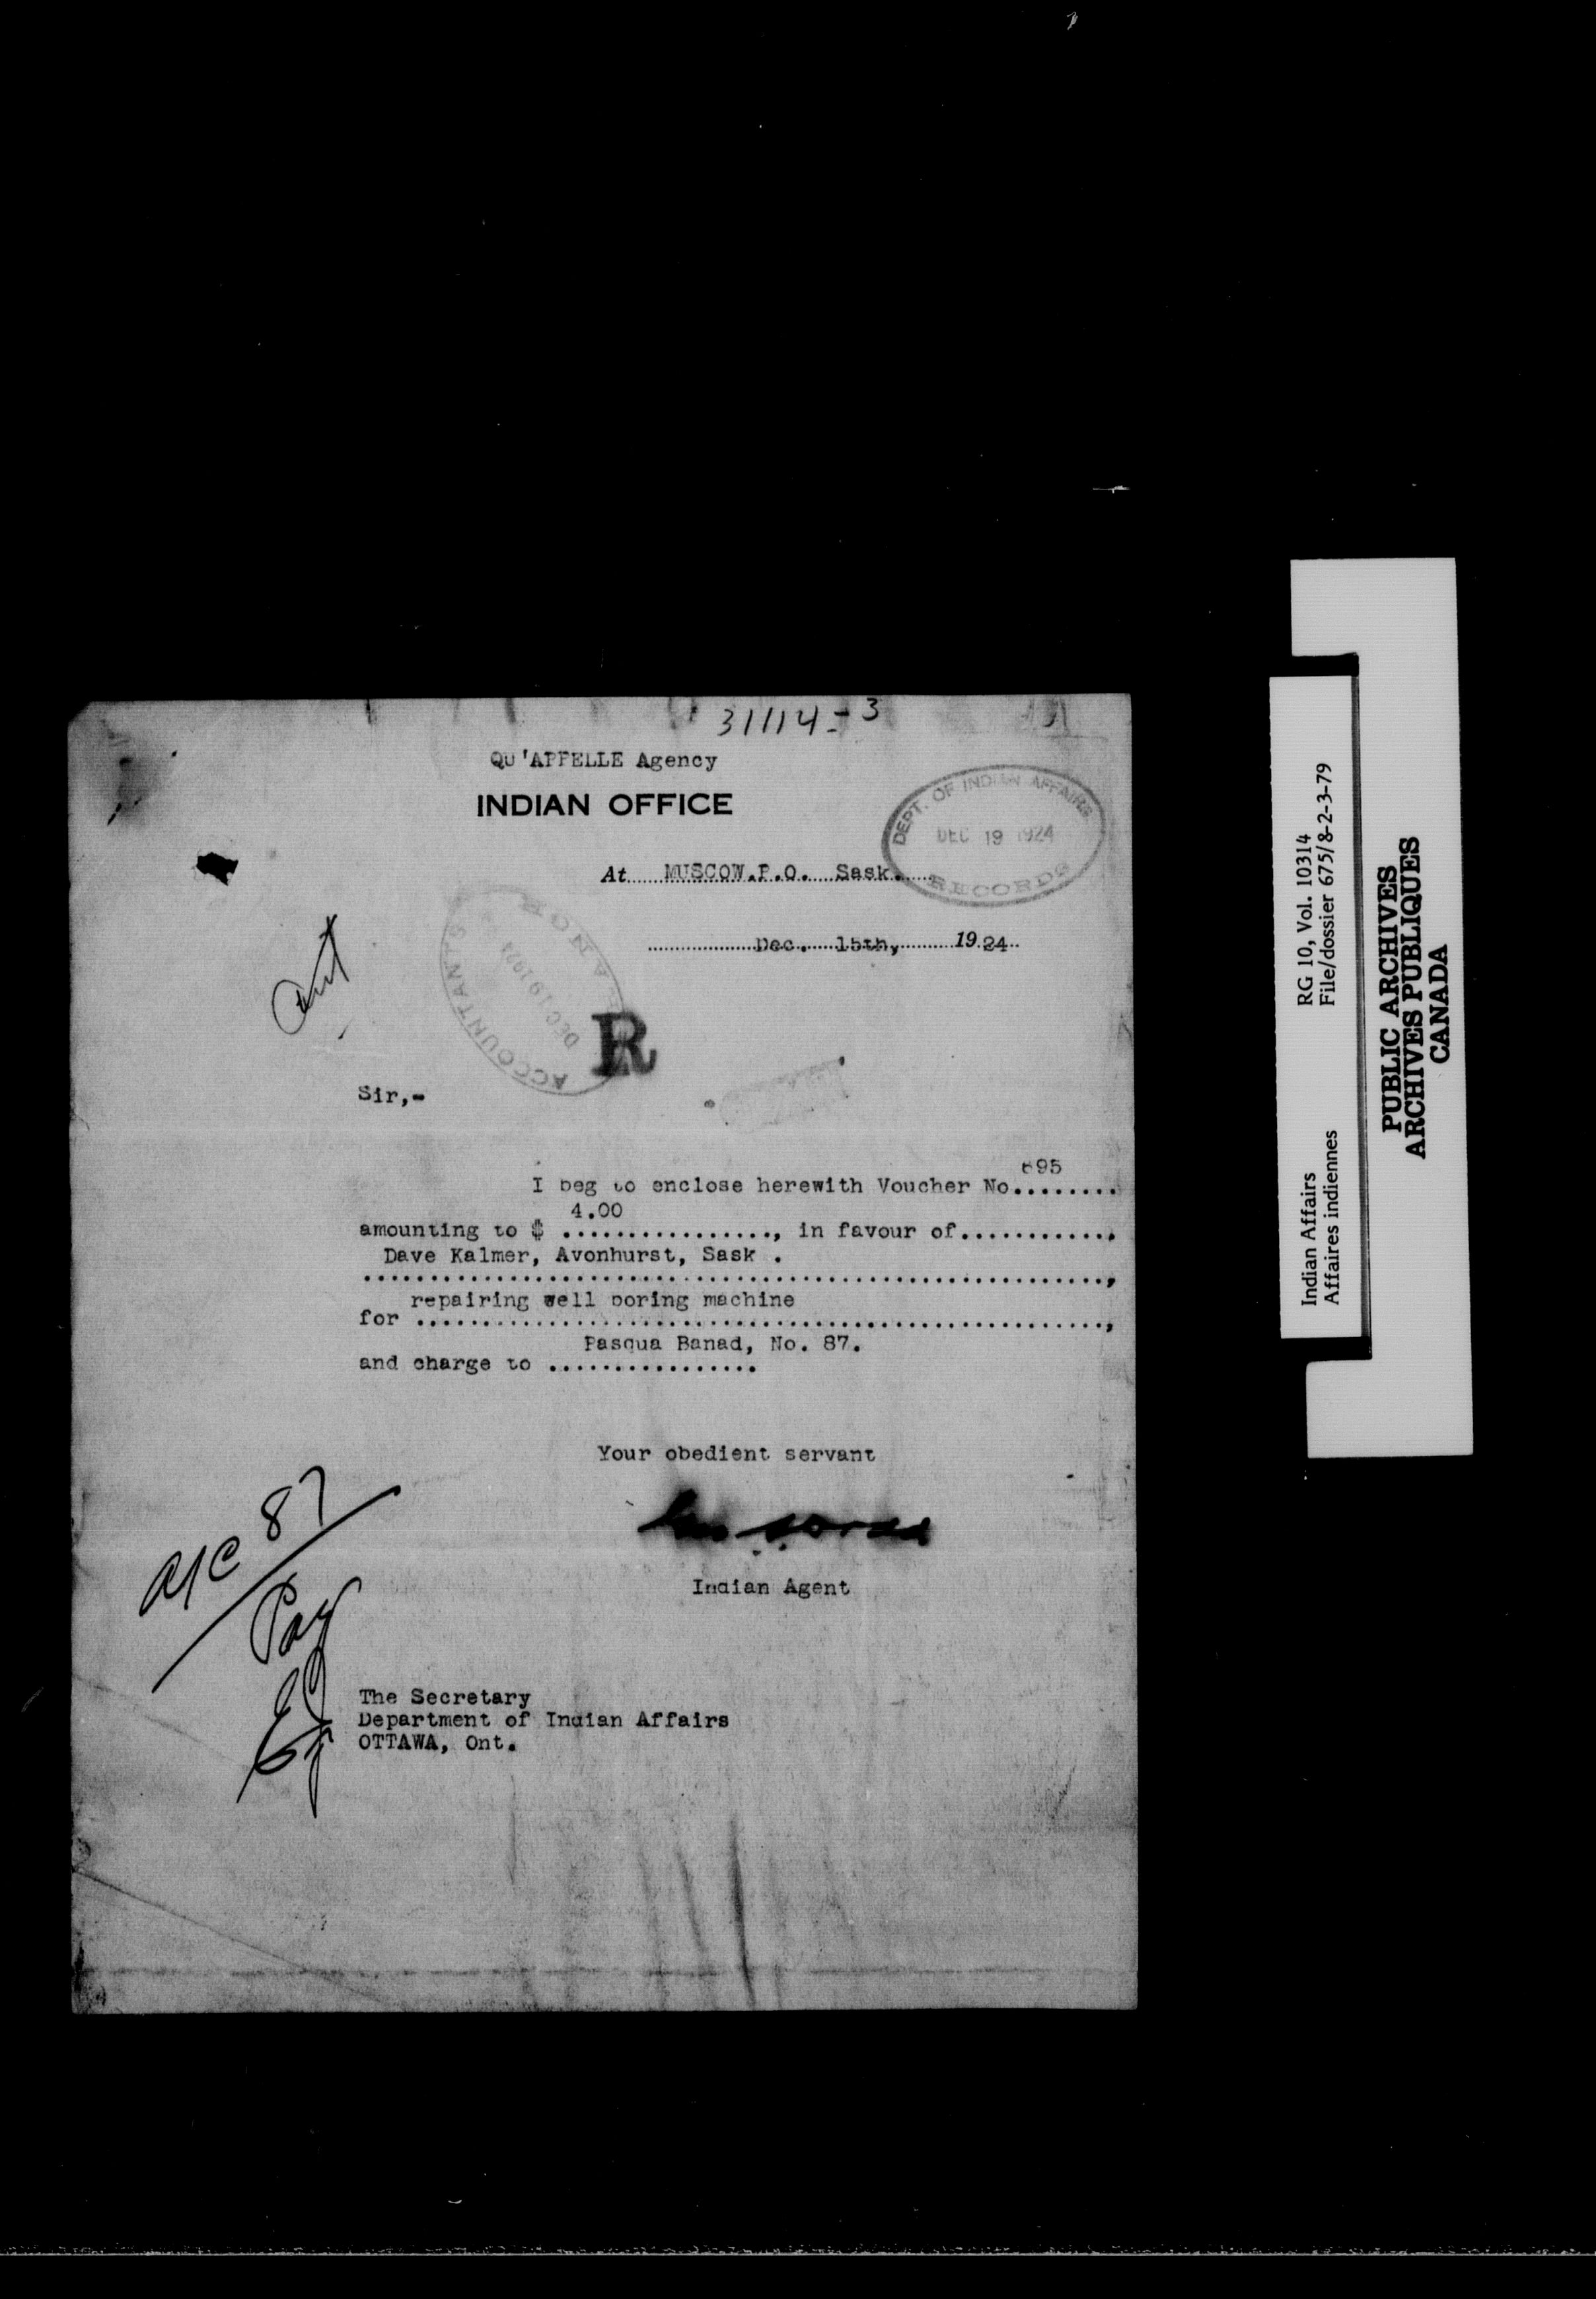 31114-3
QU'APPELLE Agency
INDIAN OFFICE
DEPT. OF INDIAN AFFAIRS
DEC 19 1924
RECORDS
At MUSCOW.P.O. Sask.
Dec. 15th, 1924
ACCOUNTANT'S
DEC 19 1924
R
Sir,-
695
I beg to enclose herewith Voucher No........
4.00
amounting to $ ................, in favour of............,
Dave Kalmer, Avonhurst, Sask .
repairing well boring machine
for ....................................................,
Pasqua Banad, No. 87.
and charge to ................
Your obedient servant
Indian Agent
a/c 87
Pay
The Secretary
Department of Indian Affairs
OTTAWA, Ont.
Indian Affairs RG 10, Vol. 10314
Affaires indiennes File/dossier 675/8-2-3-79
PUBLIC ARCHIVES
ARCHIVES PUBLIQUES
CANADA